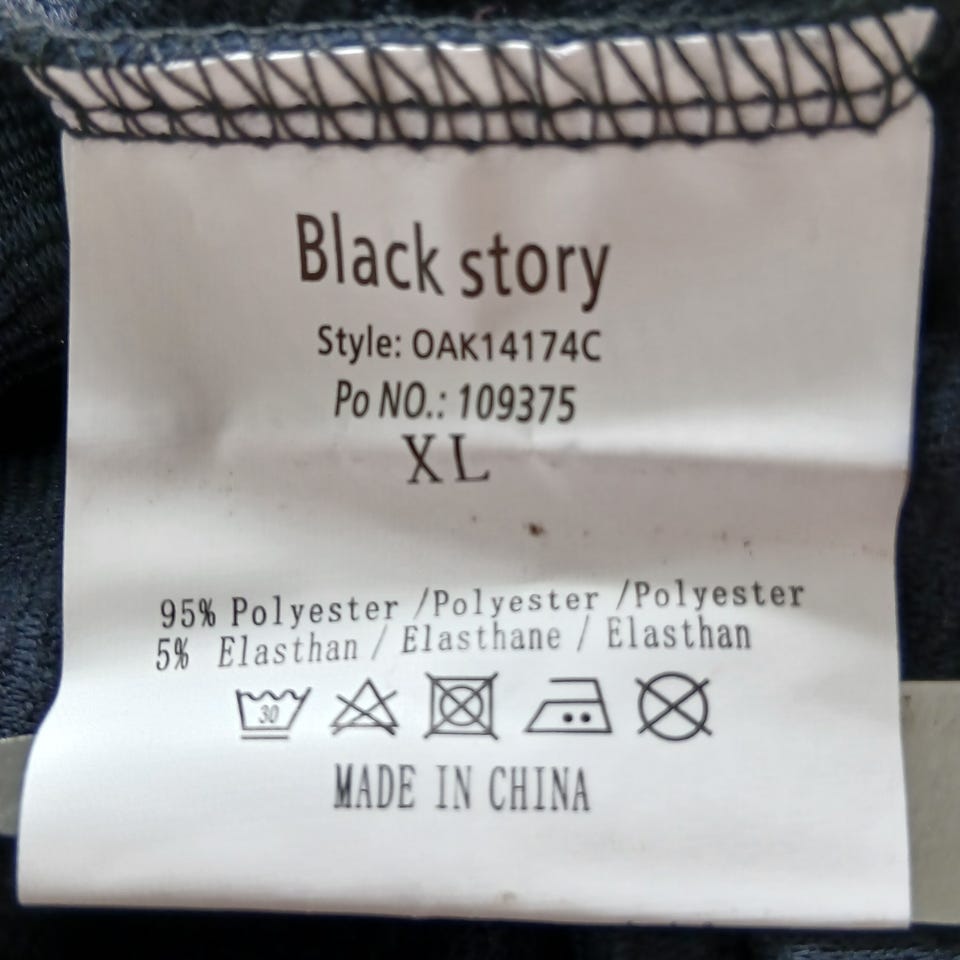 Black story
Style: OAK14174C
Po NO.: 109375
XL
95% Polyester /Polyester /Polyester
5% Elasthan / Elasthane / Elasthan
30
MADE IN CHINA